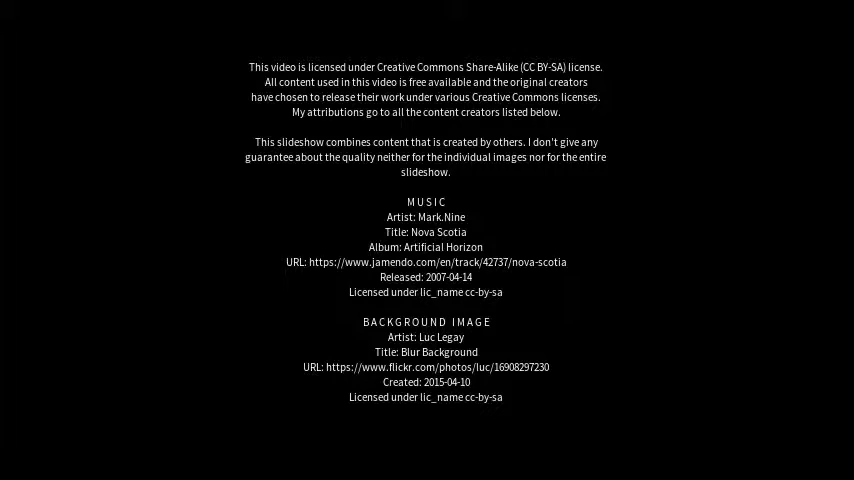 This video is licensed under Creative Commons Share-Alike (CC BY-SA) license.
All content used in this video is free available and the original creators
have chosen to release their work under various Creative Commons licenses.
My attributions go to all the content creators listed below.
This slideshow combines content that is created by others. I don't give any
guarantee about the quality neither for the individual images nor for the entire
slideshow.
MUSIC
Artist: Mark.Nine
Title: Nova Scotia
Album: Artificial Horizon
URL: https://www.jamendo.com/en/track/42737/nova-scotia
Released: 2007-04-14
Licensed under lic_name cc-by-sa
BACKGROUND IMAGE
Artist: Luc Legay
Title: Blur Background
URL: https://www.flickr.com/photos/luc/16908297230
Created: 2015-04-10
Licensed under lic_name cc-by-sa